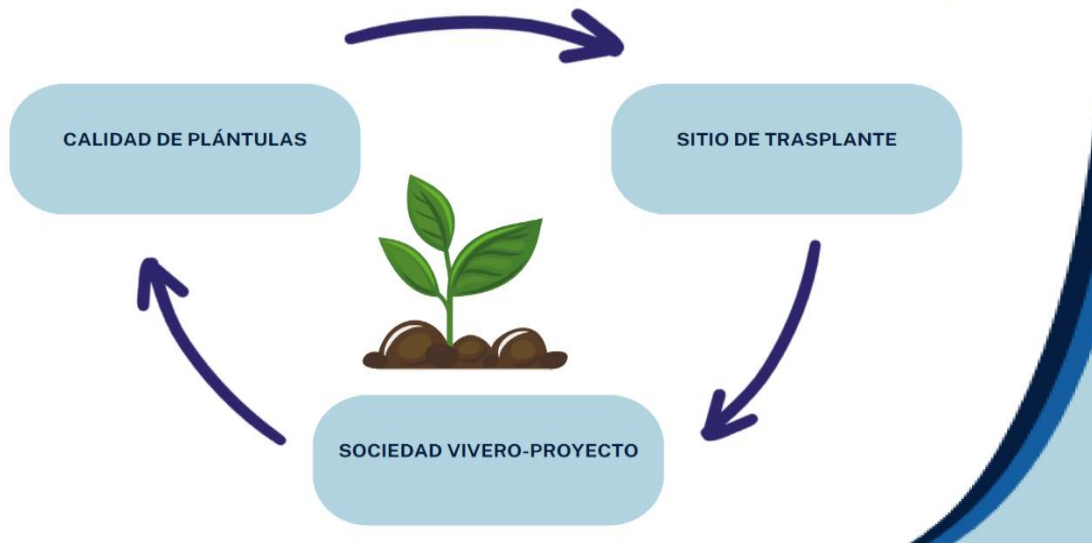 CALIDAD DE PLÁNTULAS
SITIO DE TRASPLANTE
SOCIEDAD VIVERO-PROYECTO